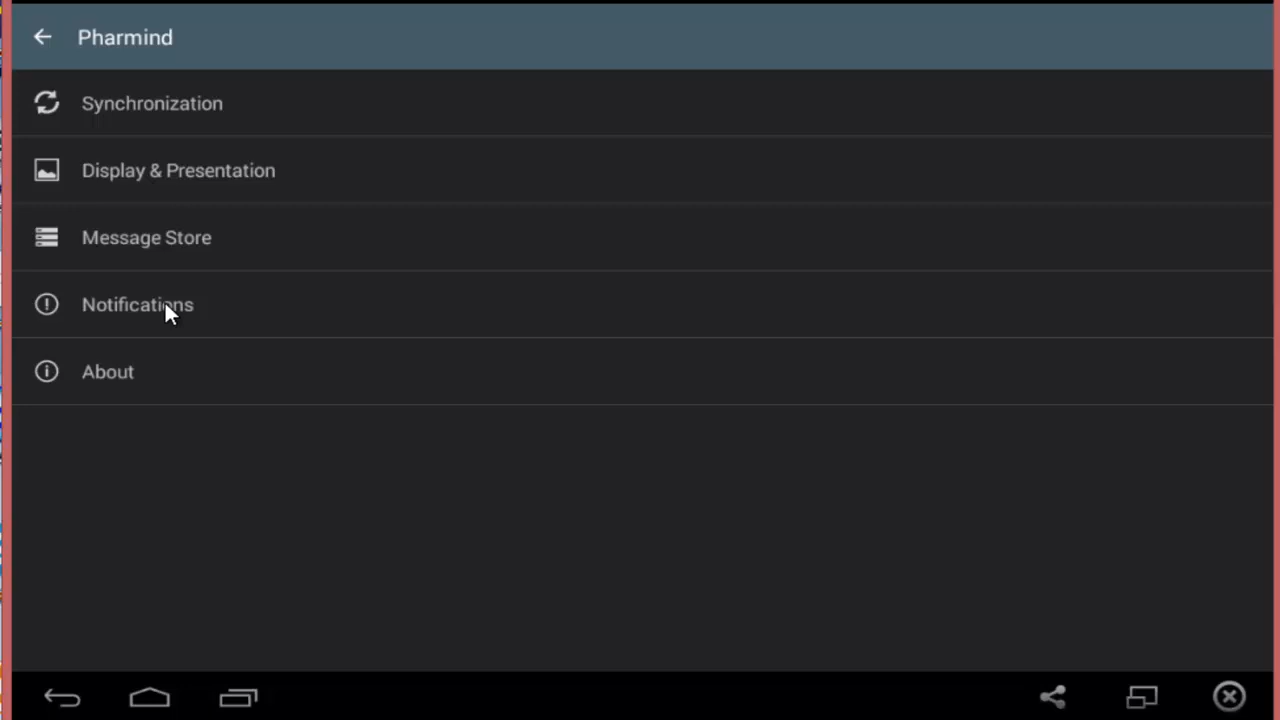 Pharmind
Synchronization
Display & Presentation
Message Store
Notifications
About